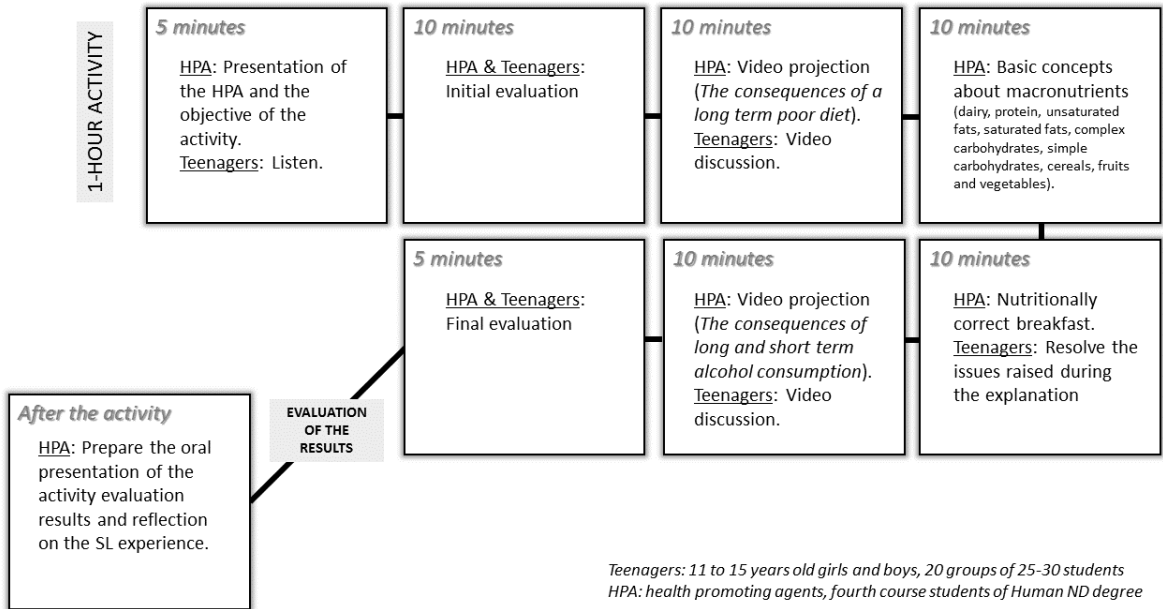 1-HOUR ACTIVITY
5 minutes
HPA: Presentation of
the HPA and the
objective of the
activity.
Teenagers: Listen.
10 minutes
HPA & Teenagers:
Initial evaluation
10 minutes
HPA: Video projection
(The consequences of a
long term poor diet).
Teenagers: Video
discussion.
10 minutes
HPA: Basic concepts
about macronutrients
(dairy, protein, unsaturated
fats, saturated fats, complex
carbohydrates, simple
carbohydrates, cereals, fruits
and vegetables).
10 minutes
HPA: Nutritionally
correct breakfast.
Teenagers: Resolve the
issues raised during
the explanation
10 minutes
HPA: Video projection
(The consequences of
long and short term
alcohol consumption).
Teenagers: Video
discussion.
5 minutes
HPA & Teenagers:
Final evaluation
EVALUATION
OF THE
RESULTS
After the activity
HPA: Prepare the oral
presentation of the
activity evaluation
results and reflection
on the SL experience.
Teenagers: 11 to 15 years old girls and boys, 20 groups of 25-30 students
HPA: health promoting agents, fourth course students of Human ND degree